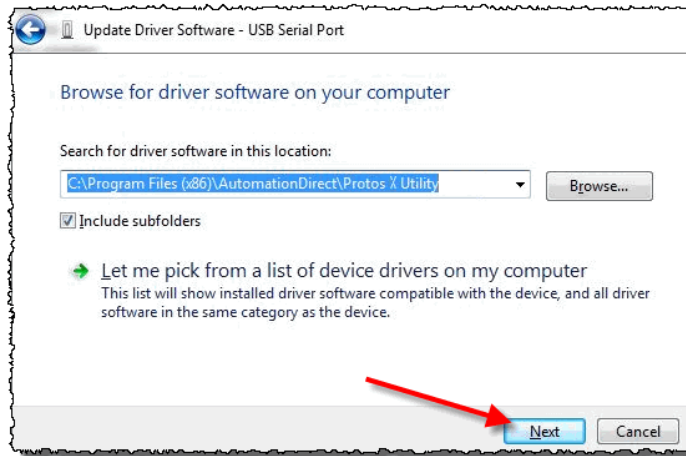 Update Driver Software - USB Serial Port
Browse for driver software on your computer
Search for driver software in this location:
C:\Program Files (x86)\AutomationDirect\Protos X Utility
Browse...
Include subfolders
Let me pick from a list of device drivers on my computer
This list will show installed driver software compatible with the device, and all driver
software in the same category as the device.
Next
Cancel